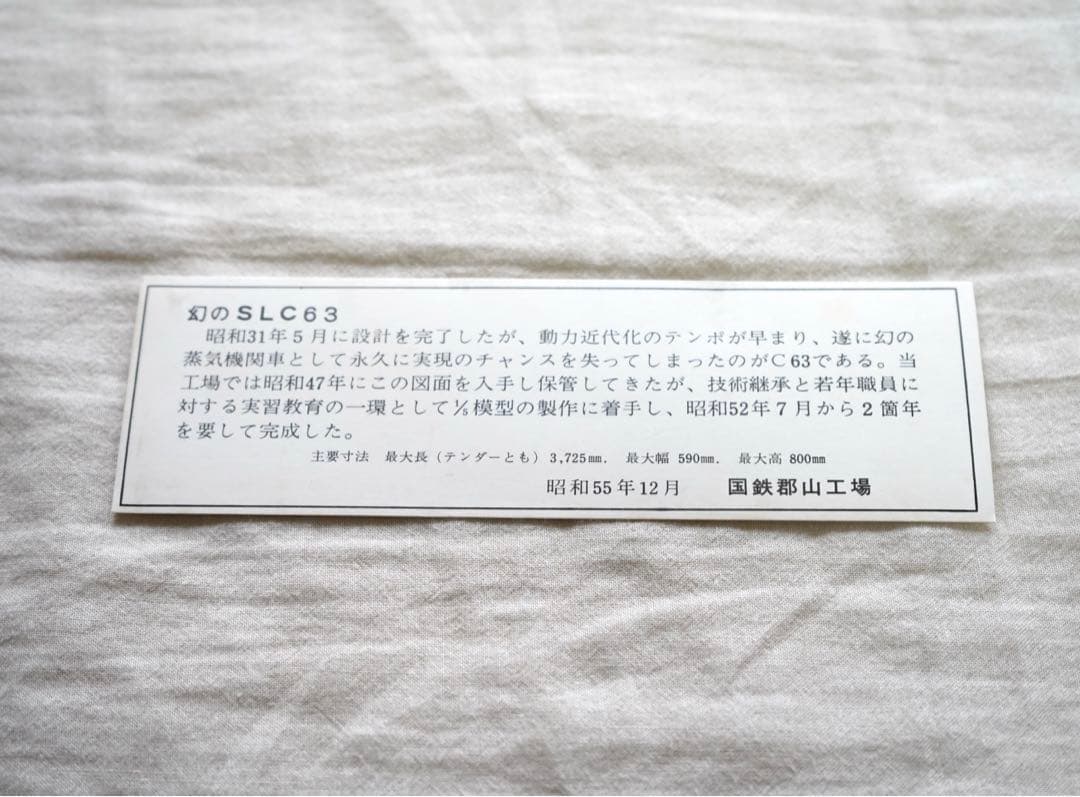 幻のSLC63
昭和31年5月に設計を完了したが、動力近代化のテンポが早まり、遂に幻の
蒸気機関車として永久に実現のチャンスを失ってしまったのがC63である。当
工場では昭和47年にこの図面を入手し保管してきたが、技術継承と若年職員に
対する実習教育の一環として⅕模型の製作に着手し、昭和52年7月から2箇年
を要して完成した。
主要寸法 最大長(テンダーとも)3,725㎜. 最大幅 590㎜. 最大高 800㎜
昭和55年12月 国鉄郡山工場